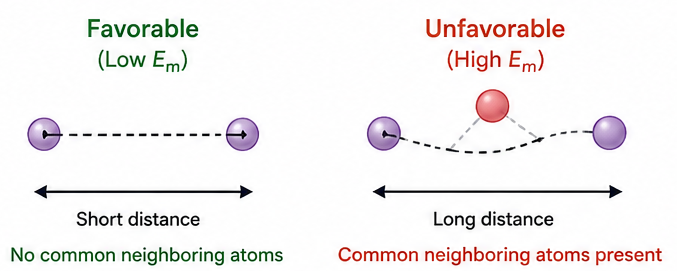 Favorable
(Low Em)
Short distance
No common neighboring atoms
Unfavorable
(High Em)
Long distance
Common neighboring atoms present